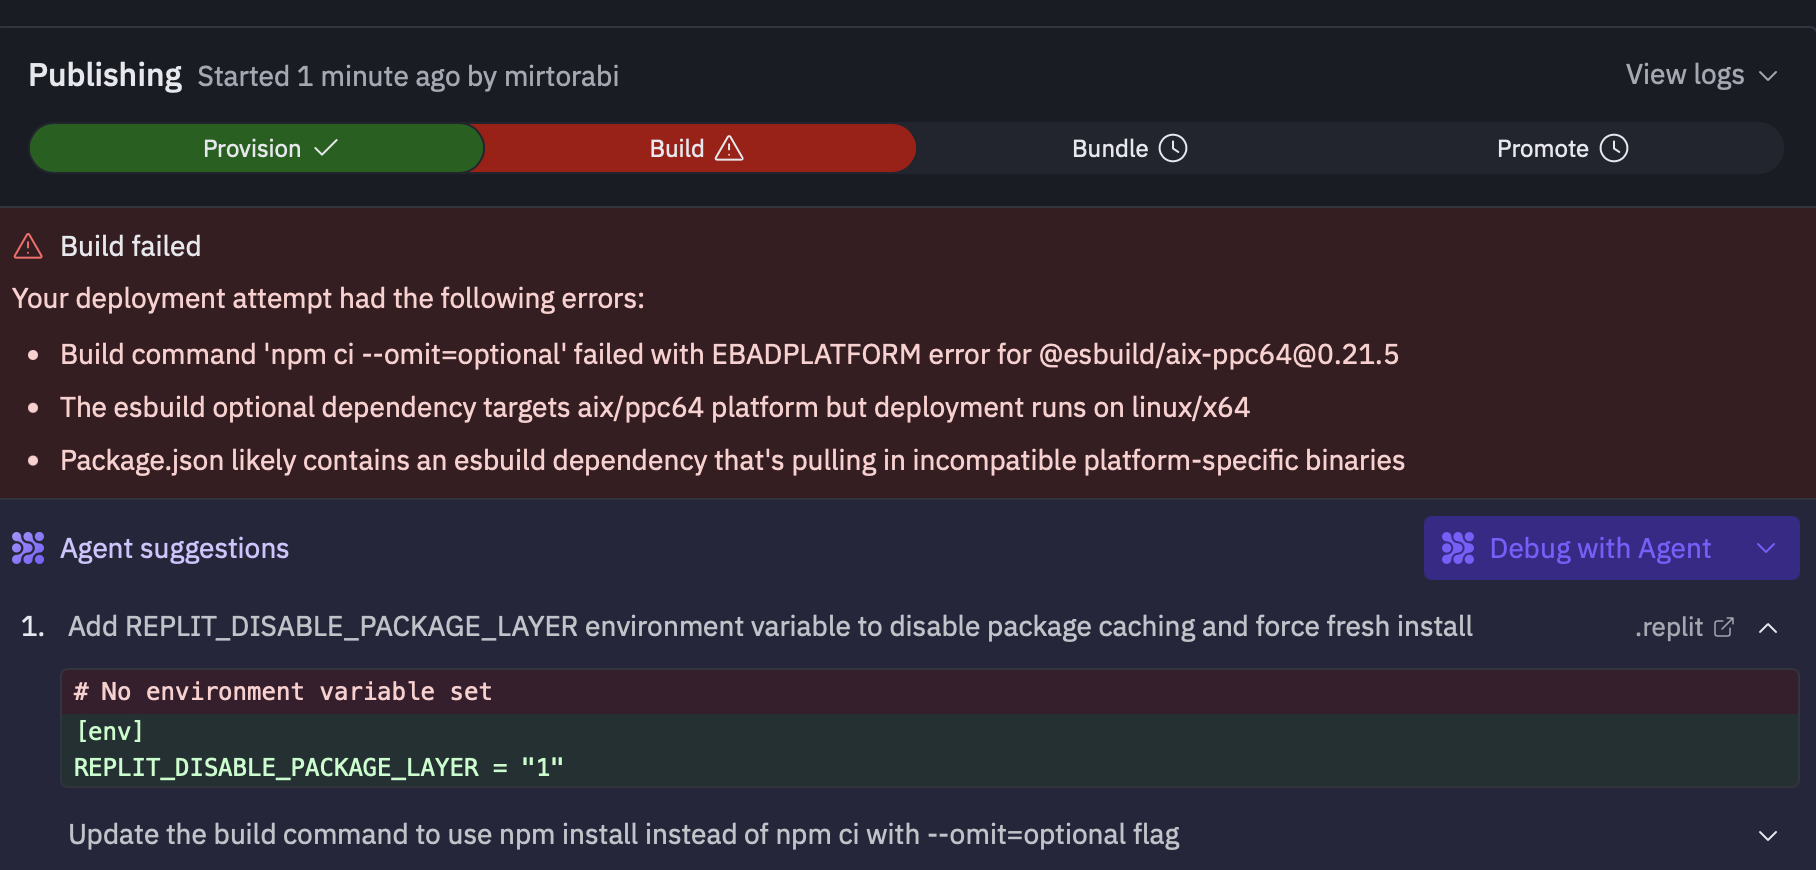 Publishing Started 1 minute ago by mirtorabi
View logs
Provision
Build
Bundle
Promote
Build failed
Your deployment attempt had the following errors:
• Build command 'npm ci --omit=optional' failed with EBADPLATFORM error for @esbuild/aix-ppc64@0.21.5
• The esbuild optional dependency targets aix/ppc64 platform but deployment runs on linux/x64
• Package.json likely contains an esbuild dependency that's pulling in incompatible platform-specific binaries
Agent suggestions
Debug with Agent
1. Add REPLIT_DISABLE_PACKAGE_LAYER environment variable to disable package caching and force fresh install
.replit
# No environment variable set
[env]
REPLIT_DISABLE_PACKAGE_LAYER = "1"
Update the build command to use npm install instead of npm ci with --omit=optional flag